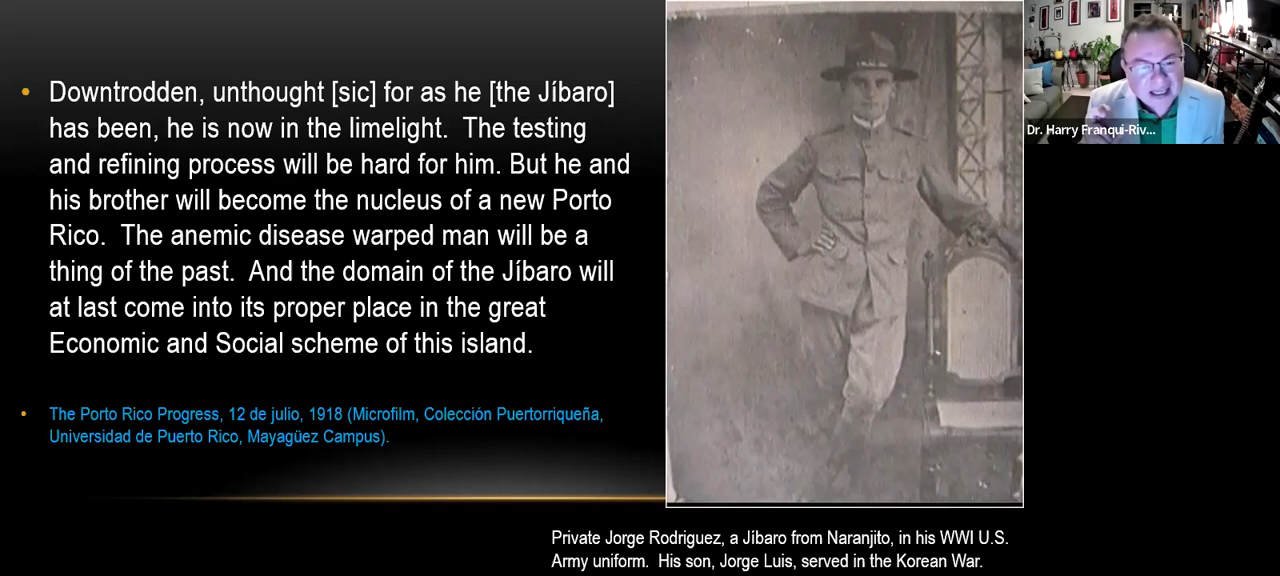 Downtrodden, unthought [sic] for as he [the Jíbaro]
has been, he is now in the limelight. The testing
and refining process will be hard for him. But he and
his brother will become the nucleus of a new Porto
Rico. The anemic disease warped man will be a
thing of the past. And the domain of the Jíbaro will
at last come into its proper place in the great
Economic and Social scheme of this island.
The Porto Rico Progress, 12 de julio, 1918 (Microfilm, Colección Puertorriqueña,
Universidad de Puerto Rico, Mayagüez Campus).
Private Jorge Rodriguez, a Jíbaro from Naranjito, in his WWI U.S.
Army uniform. His son, Jorge Luis, served in the Korean War.
Dr. Harry Franqui-Riv...